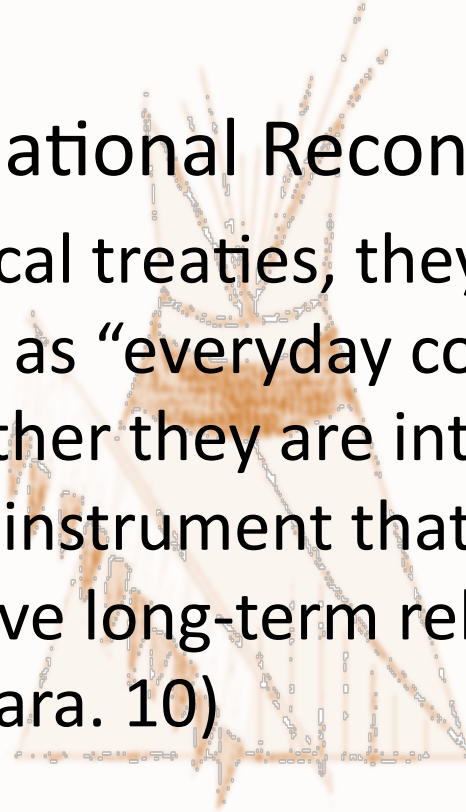 ational Recon
cal treaties, they
as “everyday co
ther they are int
instrument that
ve long-term rel
ara. 10)